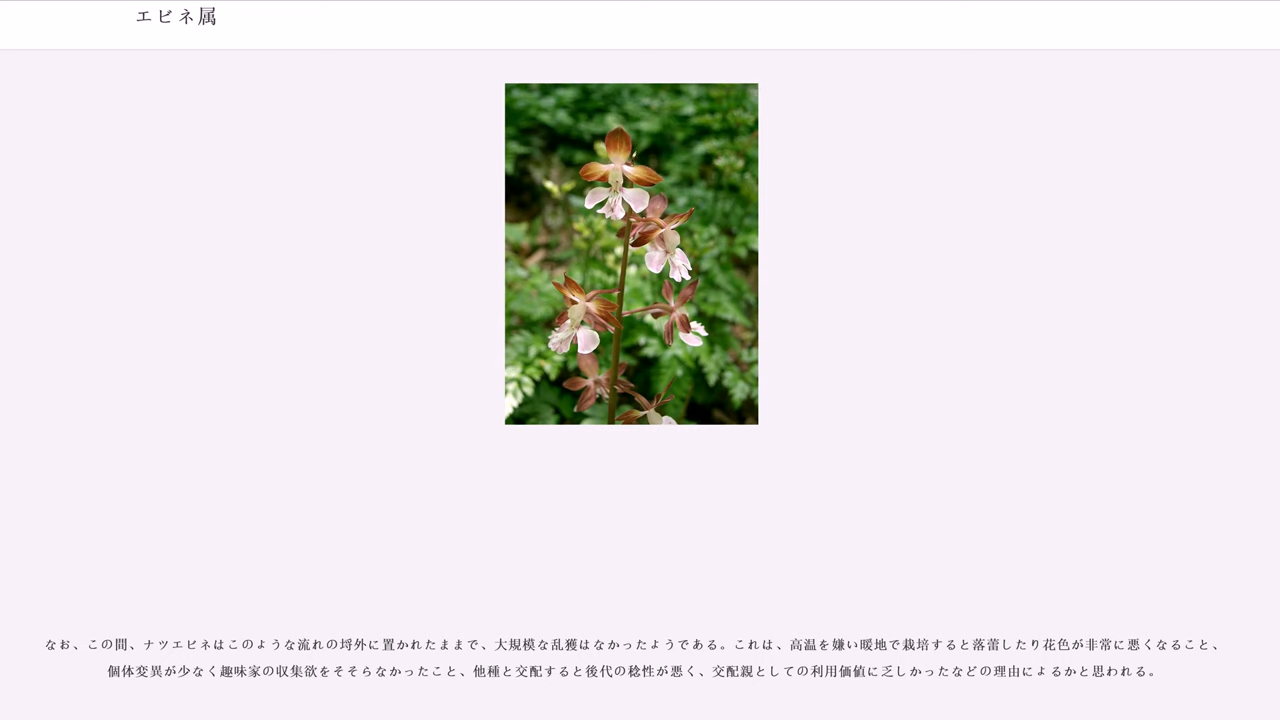 エビネ属
なお、この間、ナツエビネはこのような流れの埒外に置かれたままで、大規模な乱獲はなかったようである。これは、高温を嫌い暖地で栽培すると落蕾したり花色が非常に悪くなること、
個体変異が少なく趣味家の収集欲をそそらなかったこと、他種と交配すると後代の稔性が悪く、交配親としての利用価値に乏しかったなどの理由によるかと思われる。